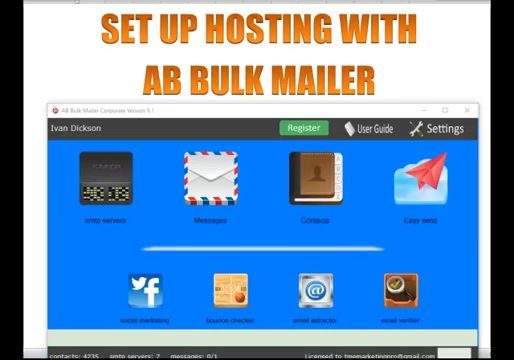 SET UP HOSTING WITH
AB BULK MAILER
AB Bulk Mailer Corporate Version 5.1
Ivan Dickson
Register
User Guide
Settings
smtp servers
Messages
Contacts
Easy send
social marketing
bounce checker
email extractor
email verifier
contacts: 4235 smtp servers: 7 messages: 0/1
Licensed to tmemarketingpro@gmail.com